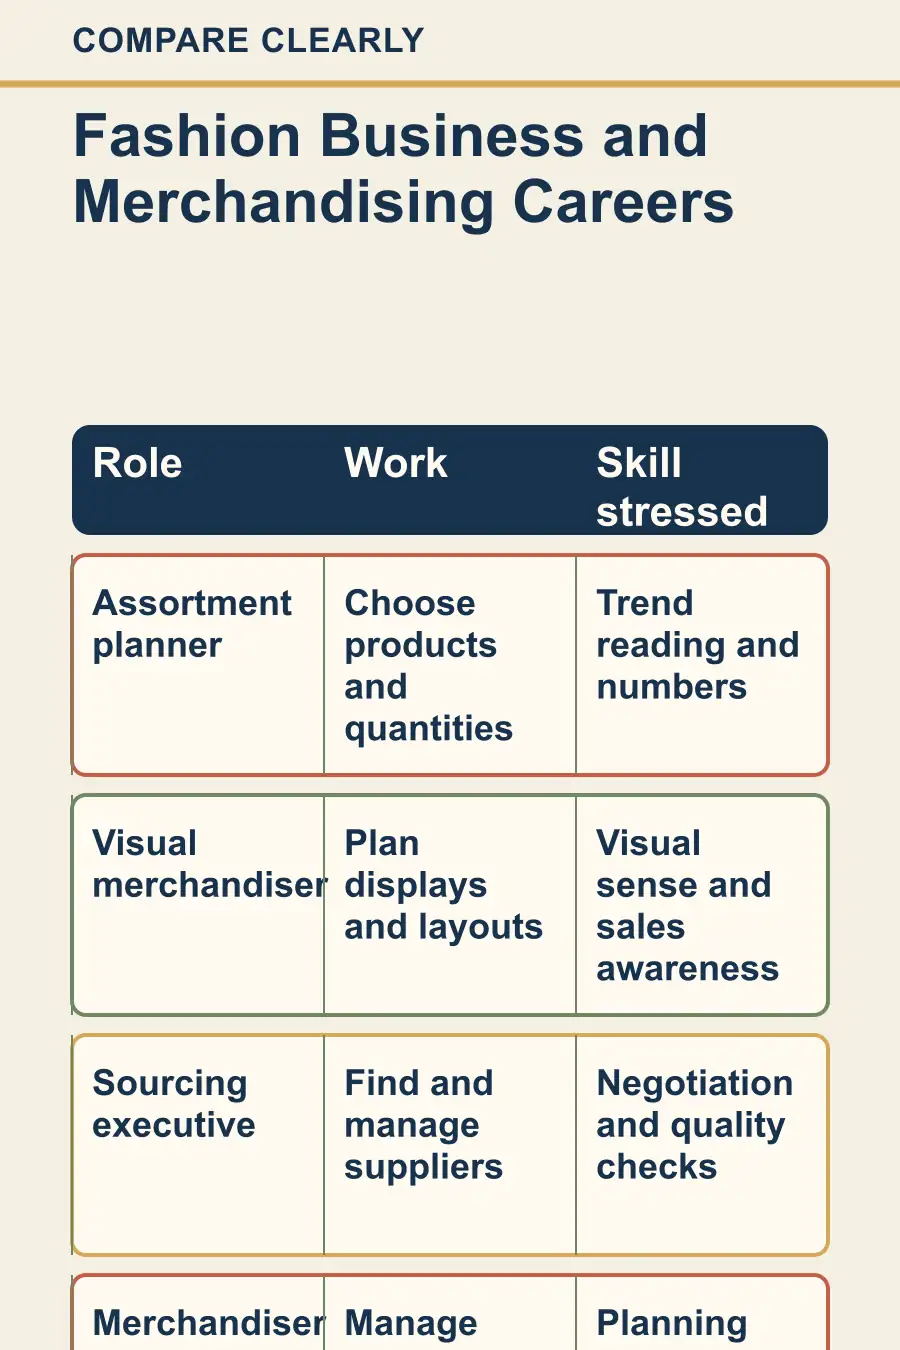 COMPARE CLEARLY
Fashion Business and
Merchandising Careers
Role Work Skill
stressed
Assortment Choose Trend
planner products reading and
and numbers
quantities
Visual Plan Visual
merchandiser displays sense and
and layouts sales
awareness
Sourcing Find and Negotiation
executive manage and quality
suppliers checks
Merchandiser Manage Planning